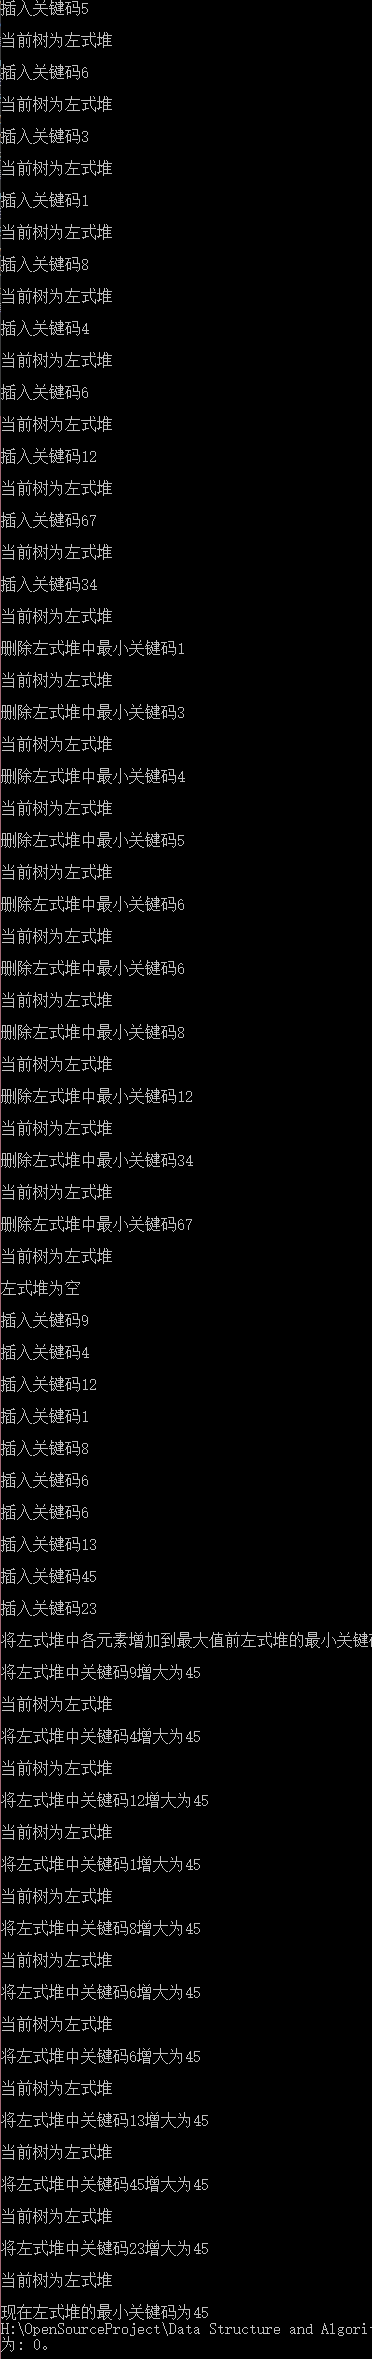 插入关键码5
当前树为左式堆
插入关键码6
当前树为左式堆
插入关键码3
当前树为左式堆
插入关键码1
当前树为左式堆
插入关键码8
当前树为左式堆
插入关键码4
当前树为左式堆
插入关键码6
当前树为左式堆
插入关键码12
当前树为左式堆
插入关键码67
当前树为左式堆
插入关键码34
当前树为左式堆
删除左式堆中最小关键码1
当前树为左式堆
删除左式堆中最小关键码3
当前树为左式堆
删除左式堆中最小关键码4
当前树为左式堆
删除左式堆中最小关键码5
当前树为左式堆
删除左式堆中最小关键码6
当前树为左式堆
删除左式堆中最小关键码6
当前树为左式堆
删除左式堆中最小关键码8
当前树为左式堆
删除左式堆中最小关键码12
当前树为左式堆
删除左式堆中最小关键码34
当前树为左式堆
删除左式堆中最小关键码67
当前树为左式堆
左式堆为空
插入关键码9
插入关键码4
插入关键码12
插入关键码1
插入关键码8
插入关键码6
插入关键码6
插入关键码13
插入关键码45
插入关键码23
将左式堆中各元素增加到最大值前左式堆的最小关键码
将左式堆中关键码9增大为45
当前树为左式堆
将左式堆中关键码4增大为45
当前树为左式堆
将左式堆中关键码12增大为45
当前树为左式堆
将左式堆中关键码1增大为45
当前树为左式堆
将左式堆中关键码8增大为45
当前树为左式堆
将左式堆中关键码6增大为45
当前树为左式堆
将左式堆中关键码6增大为45
当前树为左式堆
将左式堆中关键码13增大为45
当前树为左式堆
将左式堆中关键码45增大为45
当前树为左式堆
将左式堆中关键码23增大为45
当前树为左式堆
现在左式堆的最小关键码为45
H:\OpenSourceProject\Data Structure and Algorit
为: 0。